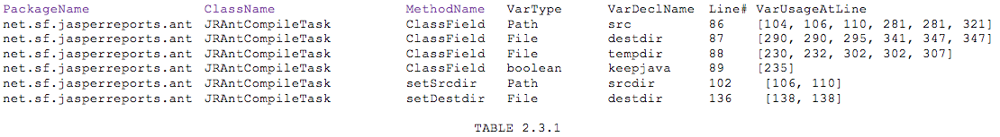 PackageName ClassName MethodName VarType VarDeclName Line# VarUsageAtLine
net.sf.jasperreports.ant JRAntCompileTask ClassField Path src 86 [104, 106, 110, 281, 281, 321]
net.sf.jasperreports.ant JRAntCompileTask ClassField File destdir 87 [290, 290, 295, 341, 347, 347]
net.sf.jasperreports.ant JRAntCompileTask ClassField File tempdir 88 [230, 232, 302, 302, 307]
net.sf.jasperreports.ant JRAntCompileTask ClassField boolean keepjava 89 [235]
net.sf.jasperreports.ant JRAntCompileTask setSrcdir Path srcdir 102 [106, 110]
net.sf.jasperreports.ant JRAntCompileTask setDestdir File destdir 136 [138, 138]
TABLE 2.3.1